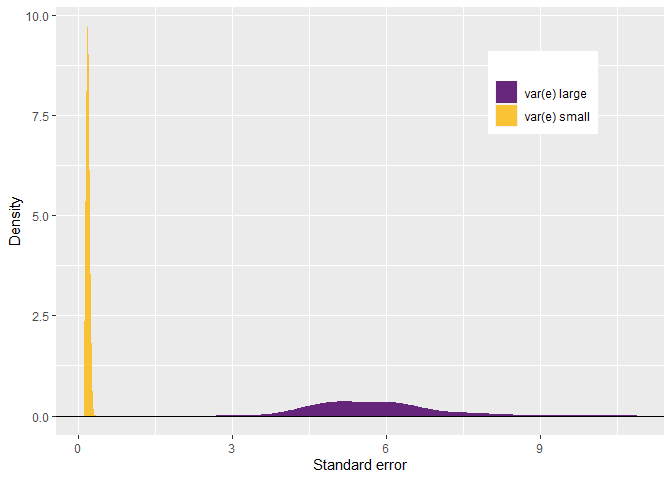 10.0
7.5
5.0
2.5
0.0
Density
var(e) large
var(e) small
0 3 6 9
Standard error